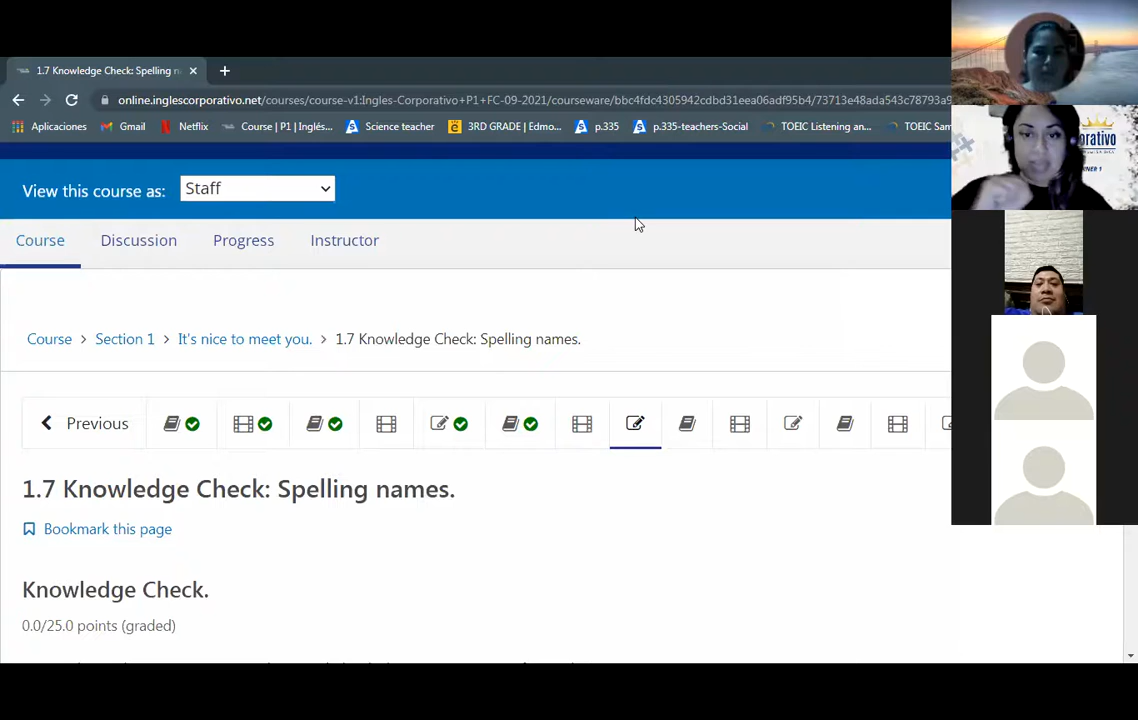 1.7 Knowledge Check: Spelling n
online.inglescorporativo.net/courses/course-v1:Ingles-Corporativo+P1+FC-09-2021/courseware/bbc4fdc4305942cdbd31eea06adf95b4/73713e48ada543c78793a9
Aplicaciones Gmail Netflix Course | P1 | Inglés... Science teacher 3RD GRADE | Edmo... p.335 p.335-teachers-Social TOEIC Listening an... TOEIC Sam
orativo
RNER 1
View this course as: Staff
Course Discussion Progress Instructor
Course > Section 1 > It's nice to meet you. > 1.7 Knowledge Check: Spelling names.
Previous
1.7 Knowledge Check: Spelling names.
Bookmark this page
Knowledge Check.
0.0/25.0 points (graded)